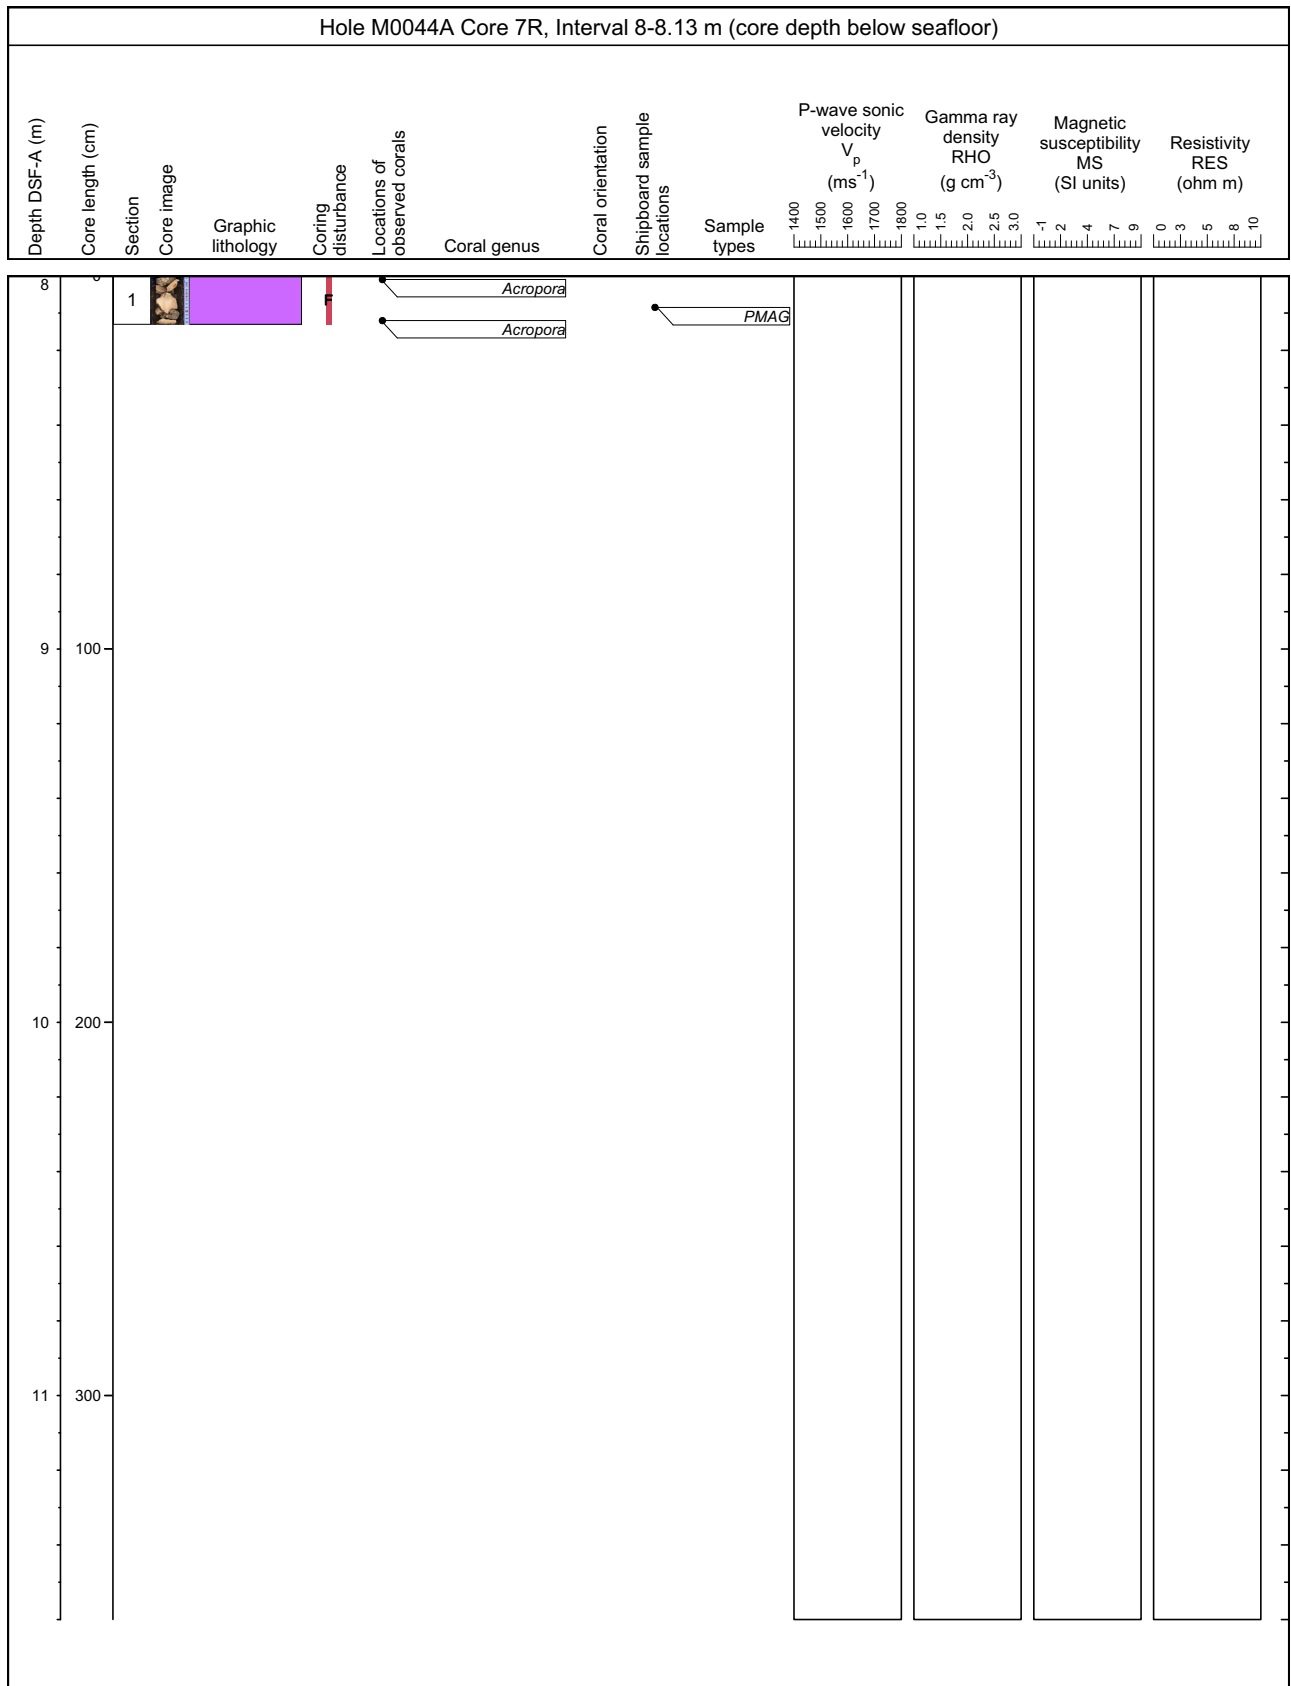 Hole M0044A Core 7R, Interval 8-8.13 m (core depth below seafloor)
Depth DSF-A (m)
Core length (cm)
Section
Core image
Graphic
lithology
Coring
disturbance
Locations of
observed corals
Coral genus
Coral orientation
Shipboard sample
locations
Sample
types
P-wave sonic
velocity
Vp
(ms-1)
1400 1500 1600 1700 1800
Gamma ray
density
RHO
(g cm-3)
1.0 1.5 2.0 2.5 3.0
Magnetic
susceptibility
MS
(SI units)
-1 2 4 7 9
Resistivity
RES
(ohm m)
0 3 5 8 10
8 0
1
F
Acropora
Acropora
PMAG
9 100
10 200
11 300